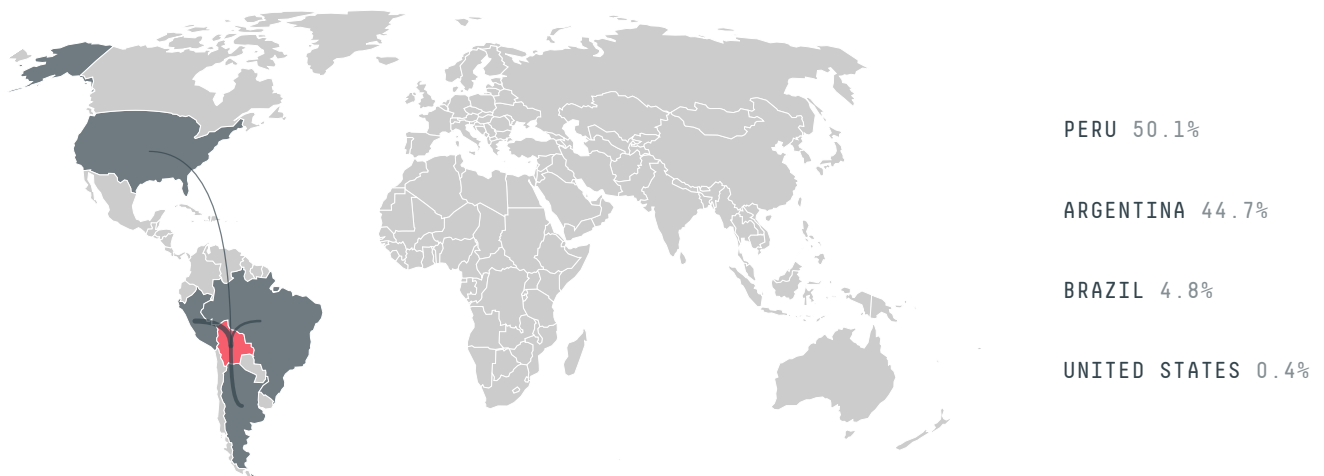 PERU 50.1%
ARGENTINA 44.7%
BRAZIL 4.8%
UNITED STATES 0.4%